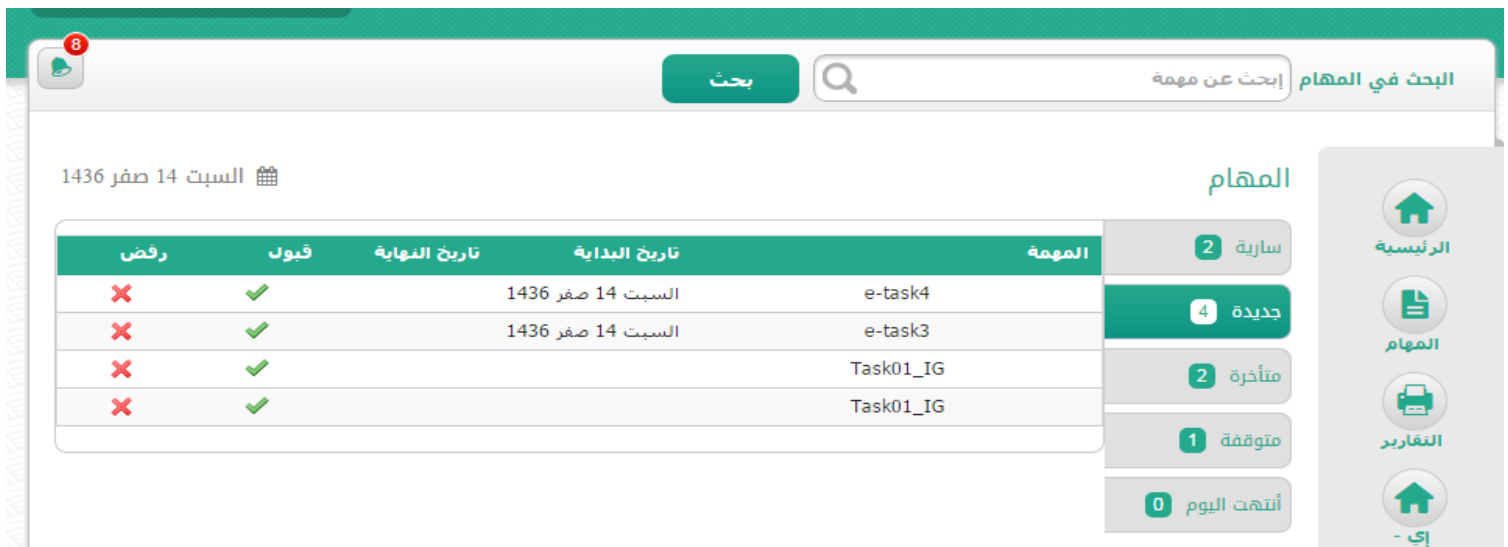 8
البحث في المهام إبحث عن مهمة بحث
المهام
السبت 14 صفر 1436
الرئيسية
المهام
التقارير
إي -
سارية 2
جديدة 4
متأخرة 2
متوقفة 1
أنتهت اليوم 0
المهمة تاريخ البداية تاريخ النهاية قبول رفض
e-task4 السبت 14 صفر 1436
e-task3 السبت 14 صفر 1436
Task01_IG
Task01_IG